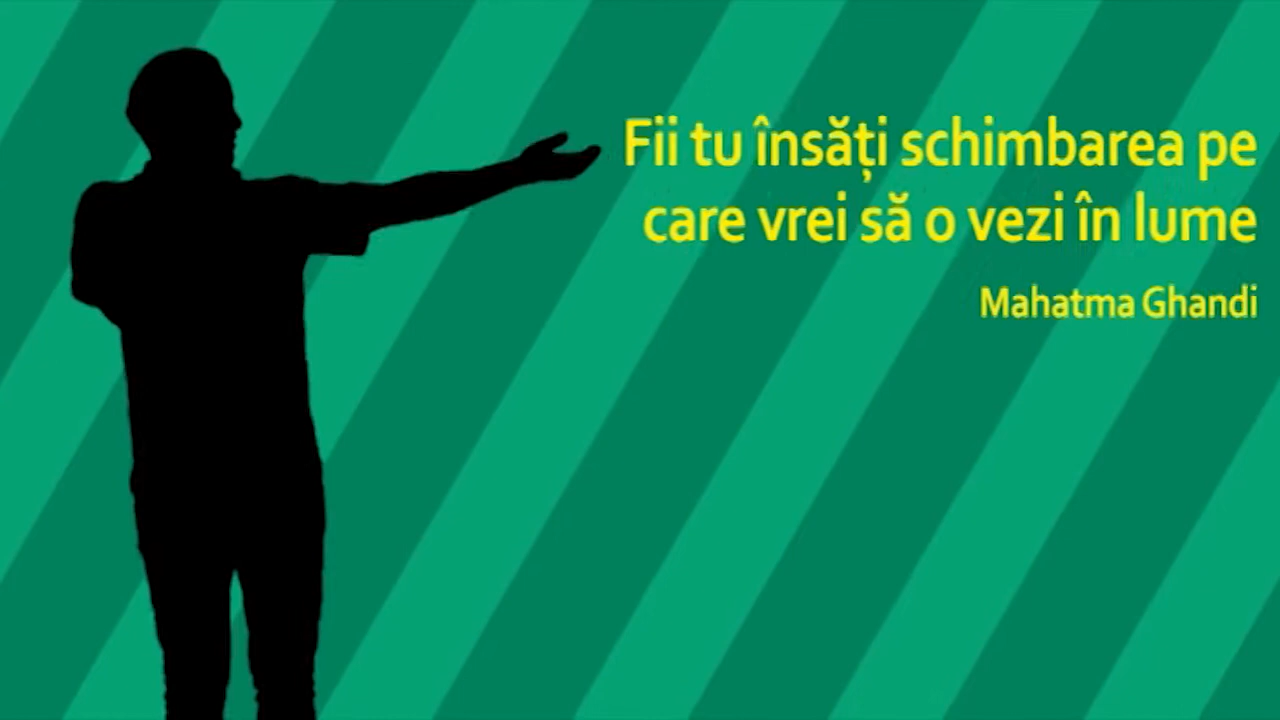 Fii tu însăți schimbarea pe
care vrei să o vezi în lume
Mahatma Ghandi